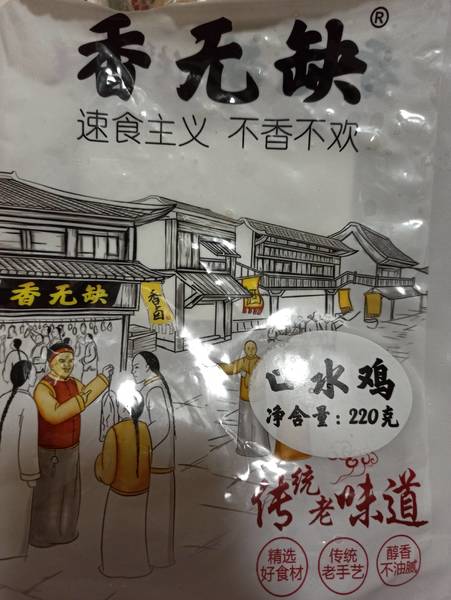 香无缺®
速食主义 不香不欢
香无缺
香卤
口水鸡
净含量：220克
传统老味道
精选
好食材
传统
老手艺
醇香
不油腻